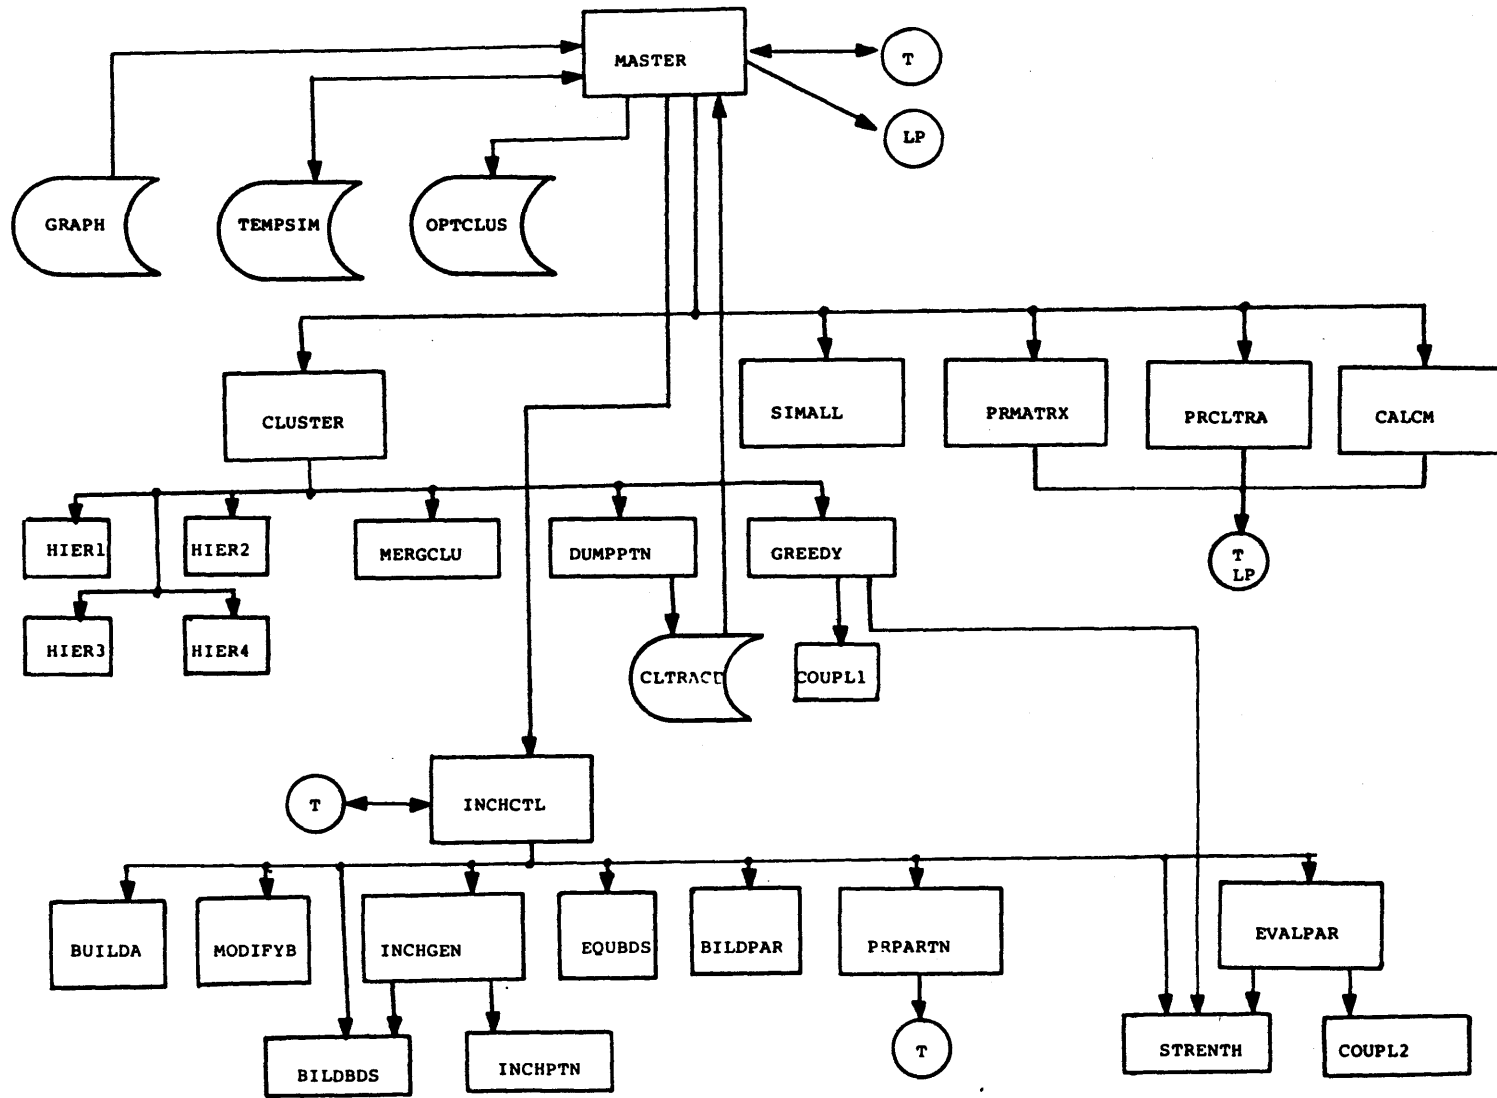 MASTER
T
LP
GRAPH
TEMPSIM
OPTCLUS
CLUSTER
SIMALL
PRMATRX
PRCLTRA
CALCM
HIER1
HIER2
MERGCLU
DUMPPTN
GREEDY
T
LP
HIER3
HIER4
CLTRACD
COUPL1
T
INCHCTL
BUILDA
MODIFYB
INCHGEN
EQUBDS
BILDPAR
PRPARTN
EVALPAR
BILDBDS
INCHPTN
T
STRENTH
COUPL2